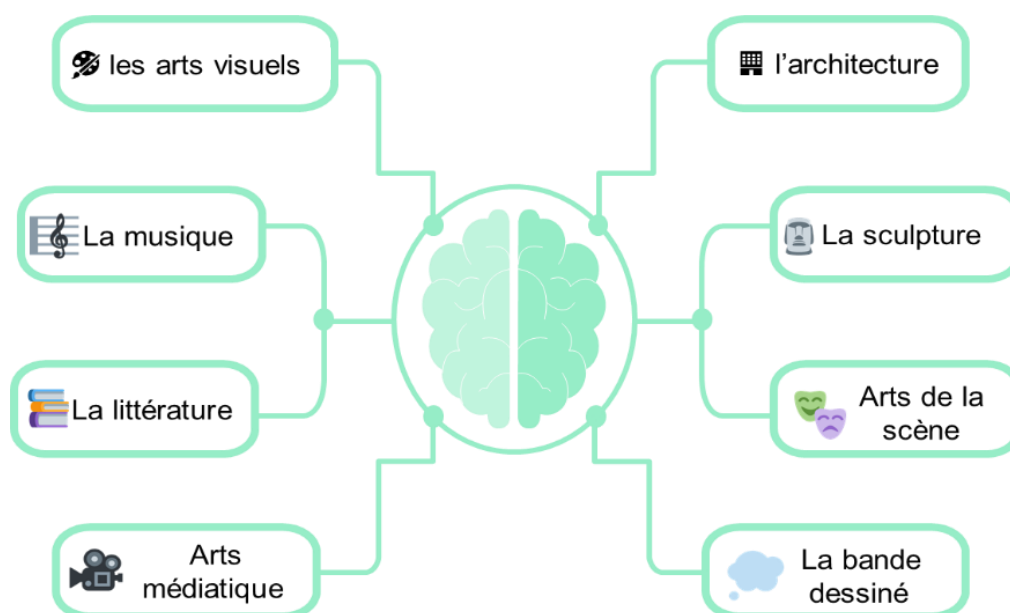 les arts visuels
l’architecture
La musique
La sculpture
La littérature
Arts de la
scène
Arts
médiatique
La bande
dessiné